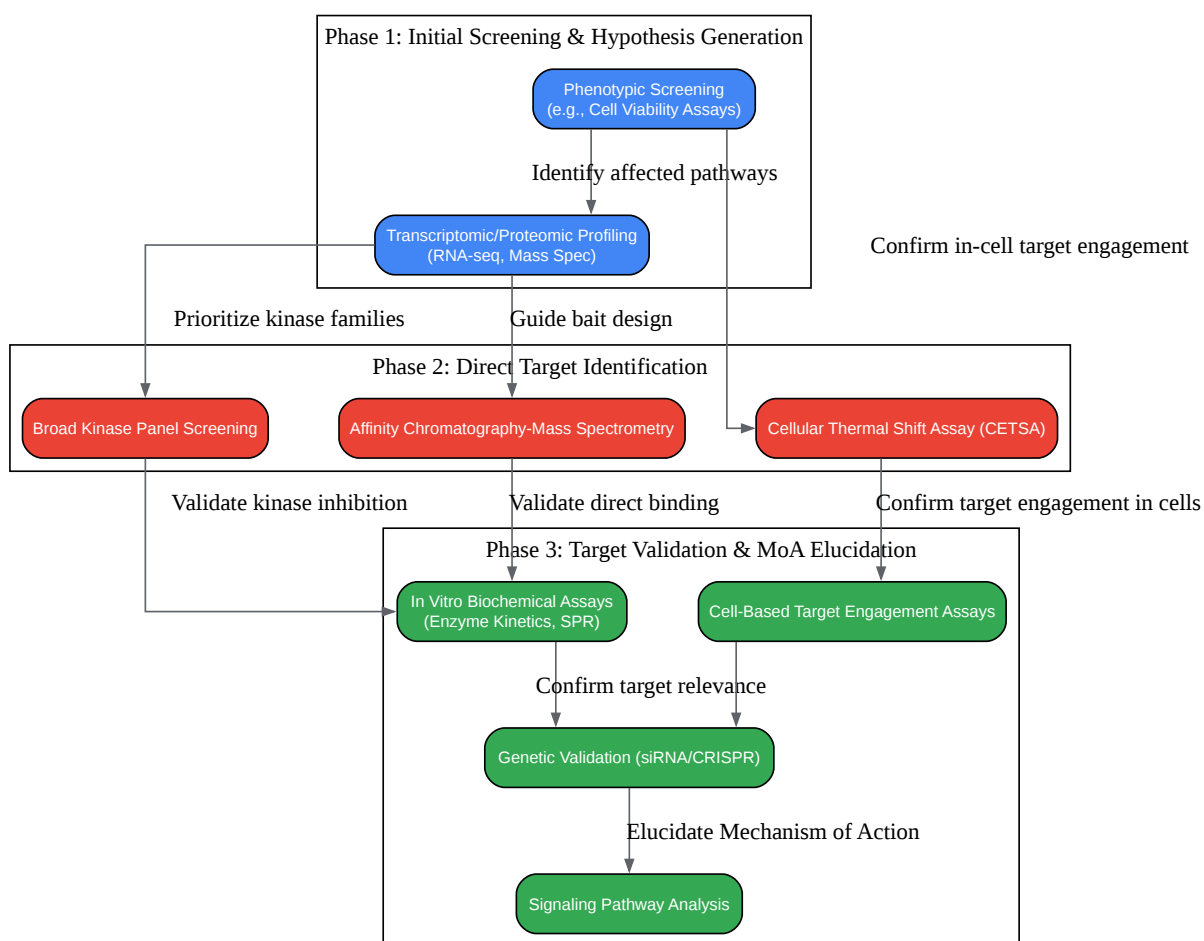 Phase 1: Initial Screening & Hypothesis Generation
Phenotypic Screening
(e.g., Cell Viability Assays)
Identify affected pathways
Transcriptomic/Proteomic Profiling
(RNA-seq, Mass Spec)
Confirm in-cell target engagement
Prioritize kinase families
Guide bait design
Phase 2: Direct Target Identification
Broad Kinase Panel Screening
Affinity Chromatography-Mass Spectrometry
Cellular Thermal Shift Assay (CETSA)
Validate kinase inhibition
Validate direct binding
Confirm target engagement in cells
Phase 3: Target Validation & MoA Elucidation
In Vitro Biochemical Assays
(Enzyme Kinetics, SPR)
Cell-Based Target Engagement Assays
Confirm target relevance
Genetic Validation (siRNA/CRISPR)
Elucidate Mechanism of Action
Signaling Pathway Analysis